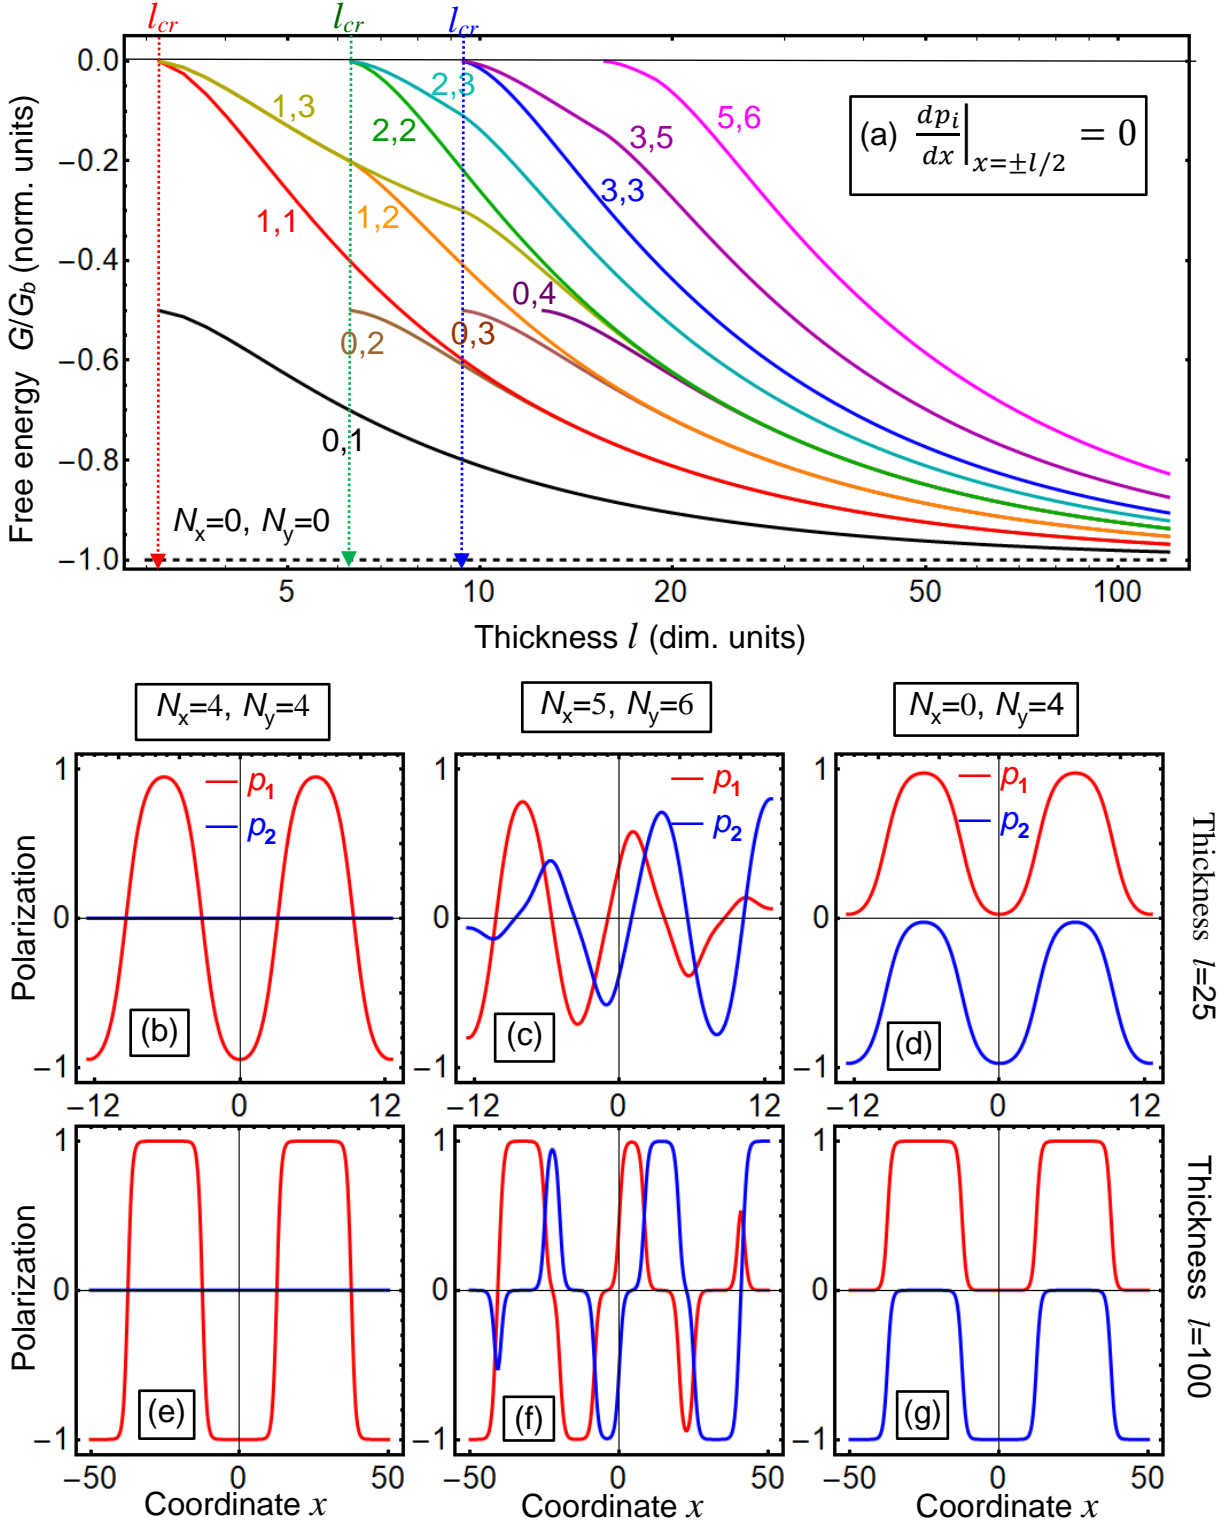 l_cr l_cr l_cr
Free energy G/G_b (norm. units)
0.0
−0.2
−0.4
−0.6
−0.8
−1.0
1,3
2,3
2,2
3,5
5,6
(a) dp_i/dx|_{x=±l/2} = 0
1,1
1,2
3,3
0,4
0,2
0,3
0,1
N_x=0, N_y=0
5 10 20 50 100
Thickness l (dim. units)
N_x=4, N_y=4
N_x=5, N_y=6
N_x=0, N_y=4
Polarization
1
0
−1
p_1
p_2
(b)
−12 0 12
1
0
−1
p_1
p_2
(c)
−12 0 12
1
0
−1
p_1
p_2
(d)
−12 0 12
Thickness l=25
Polarization
1
0
−1
(e)
−50 0 50
Coordinate x
1
0
−1
(f)
−50 0 50
Coordinate x
1
0
−1
(g)
−50 0 50
Coordinate x
Thickness l=100